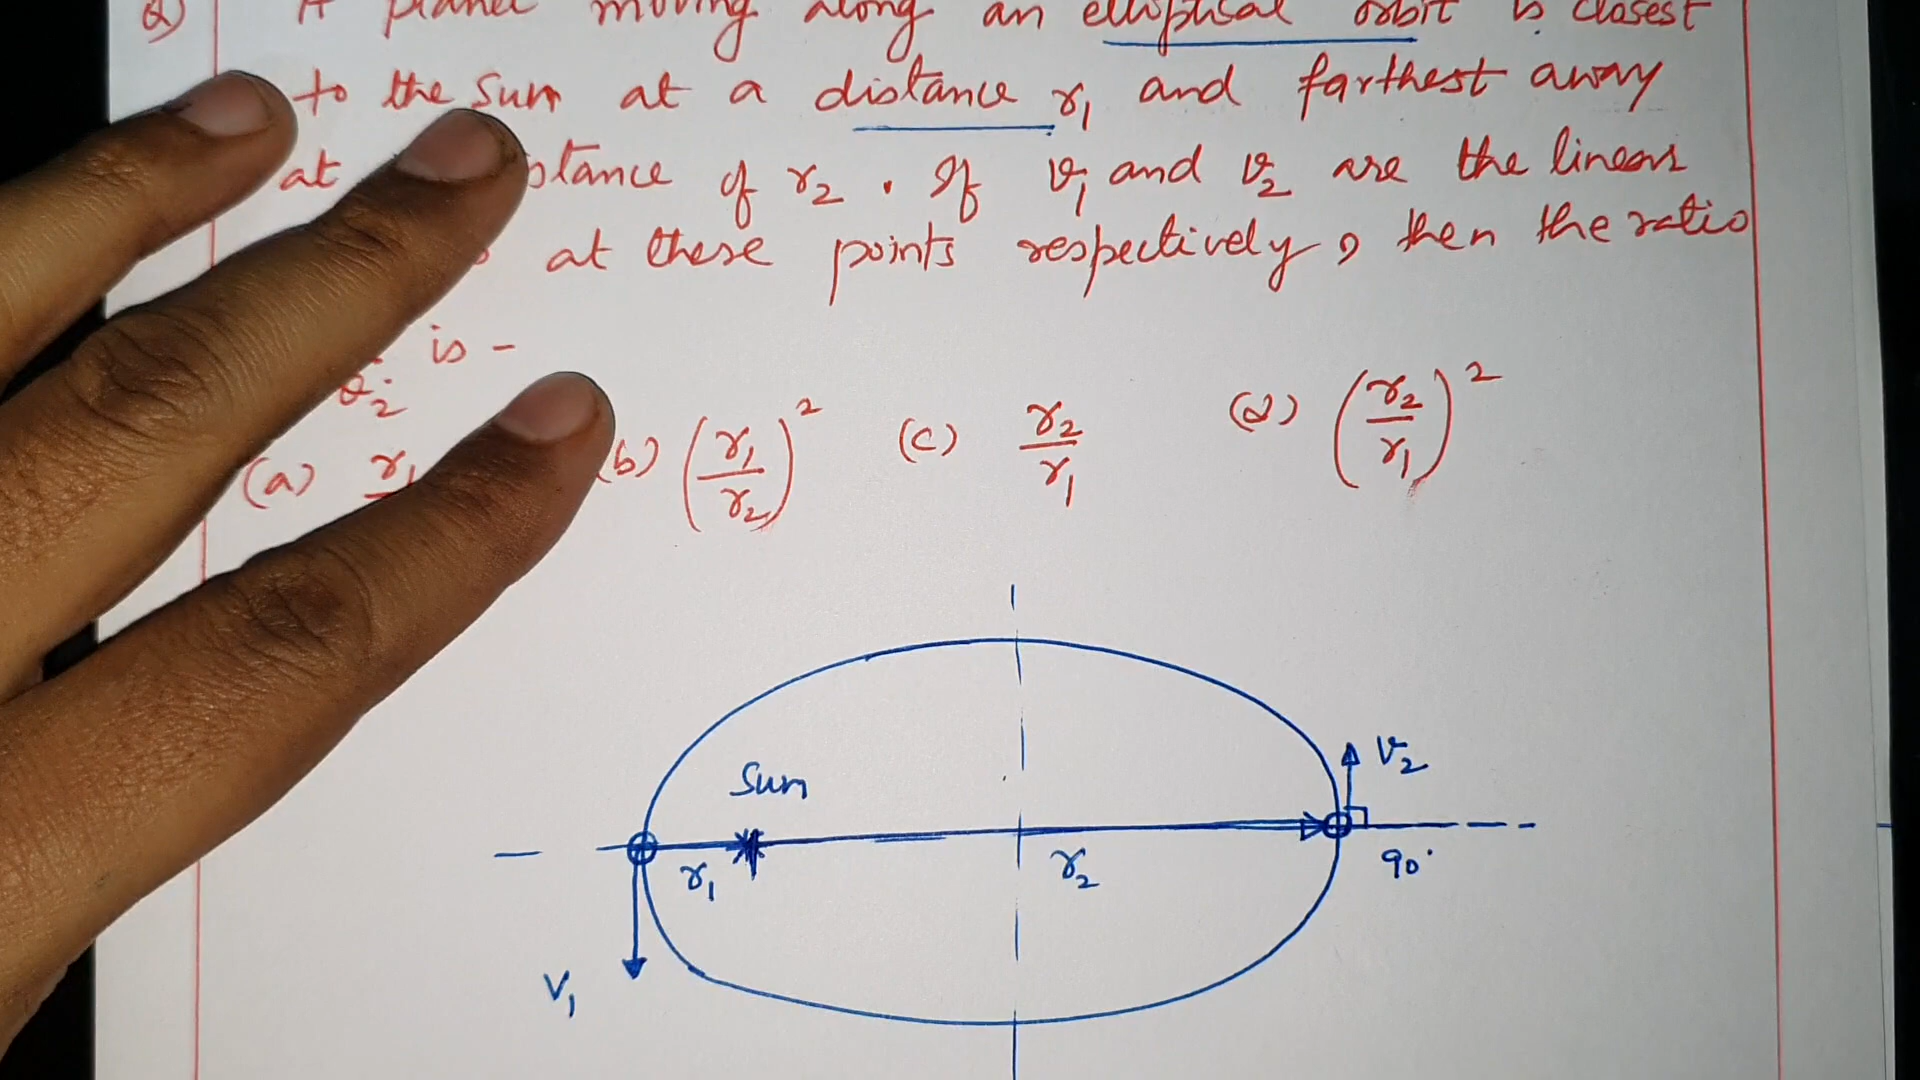 Q) A planet moving along an elliptical orbit is closest
to the Sun at a distance r₁ and farthest away
at stance of r₂ . If v₁ and v₂ are the linear
at these points respectively, then the ratio
is -
2
(a) r₁ (b) (r₁/r₂)² (c) r₂/r₁ (d) (r₂/r₁)²
Sun
V₂
r₁
r₂
90°
V₁